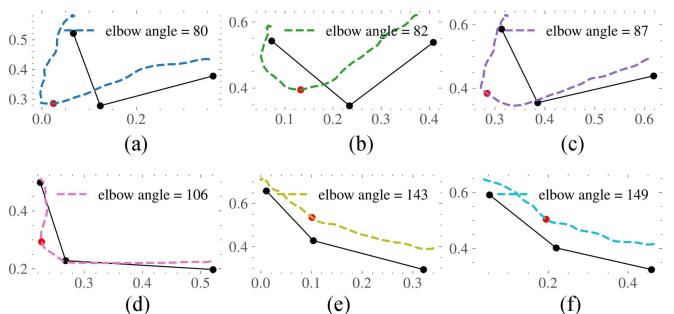 elbow angle = 80
0.5
0.4
0.3
0.0 0.2
(a)
elbow angle = 82
0.6
0.4
0.0 0.1 0.2 0.3 0.4
(b)
elbow angle = 87
0.6
0.4
0.3 0.4 0.5 0.6
(c)
elbow angle = 106
0.4
0.2
0.3 0.4 0.5
(d)
elbow angle = 143
0.6
0.4
0.0 0.1 0.2 0.3
(e)
elbow angle = 149
0.6
0.4
0.2 0.4
(f)